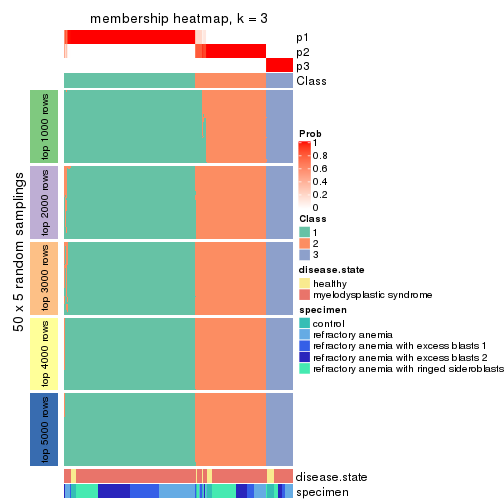 membership heatmap, k = 3
p1
p2
p3
Class
50 x 5 random samplings
top 1000 rows
top 2000 rows
top 3000 rows
top 4000 rows
top 5000 rows
disease.state
specimen
Prob
1
0.8
0.6
0.4
0.2
0
Class
1
2
3
disease.state
healthy
myelodysplastic syndrome
specimen
control
refractory anemia
refractory anemia with excess blasts 1
refractory anemia with excess blasts 2
refractory anemia with ringed sideroblasts